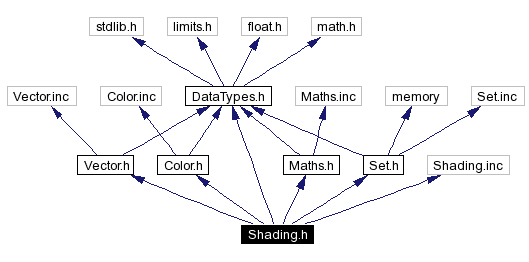 stdlib.h limits.h float.h math.h
Vector.inc Color.inc DataTypes.h Maths.inc memory Set.inc
Vector.h Color.h Maths.h Set.h Shading.inc
Shading.h